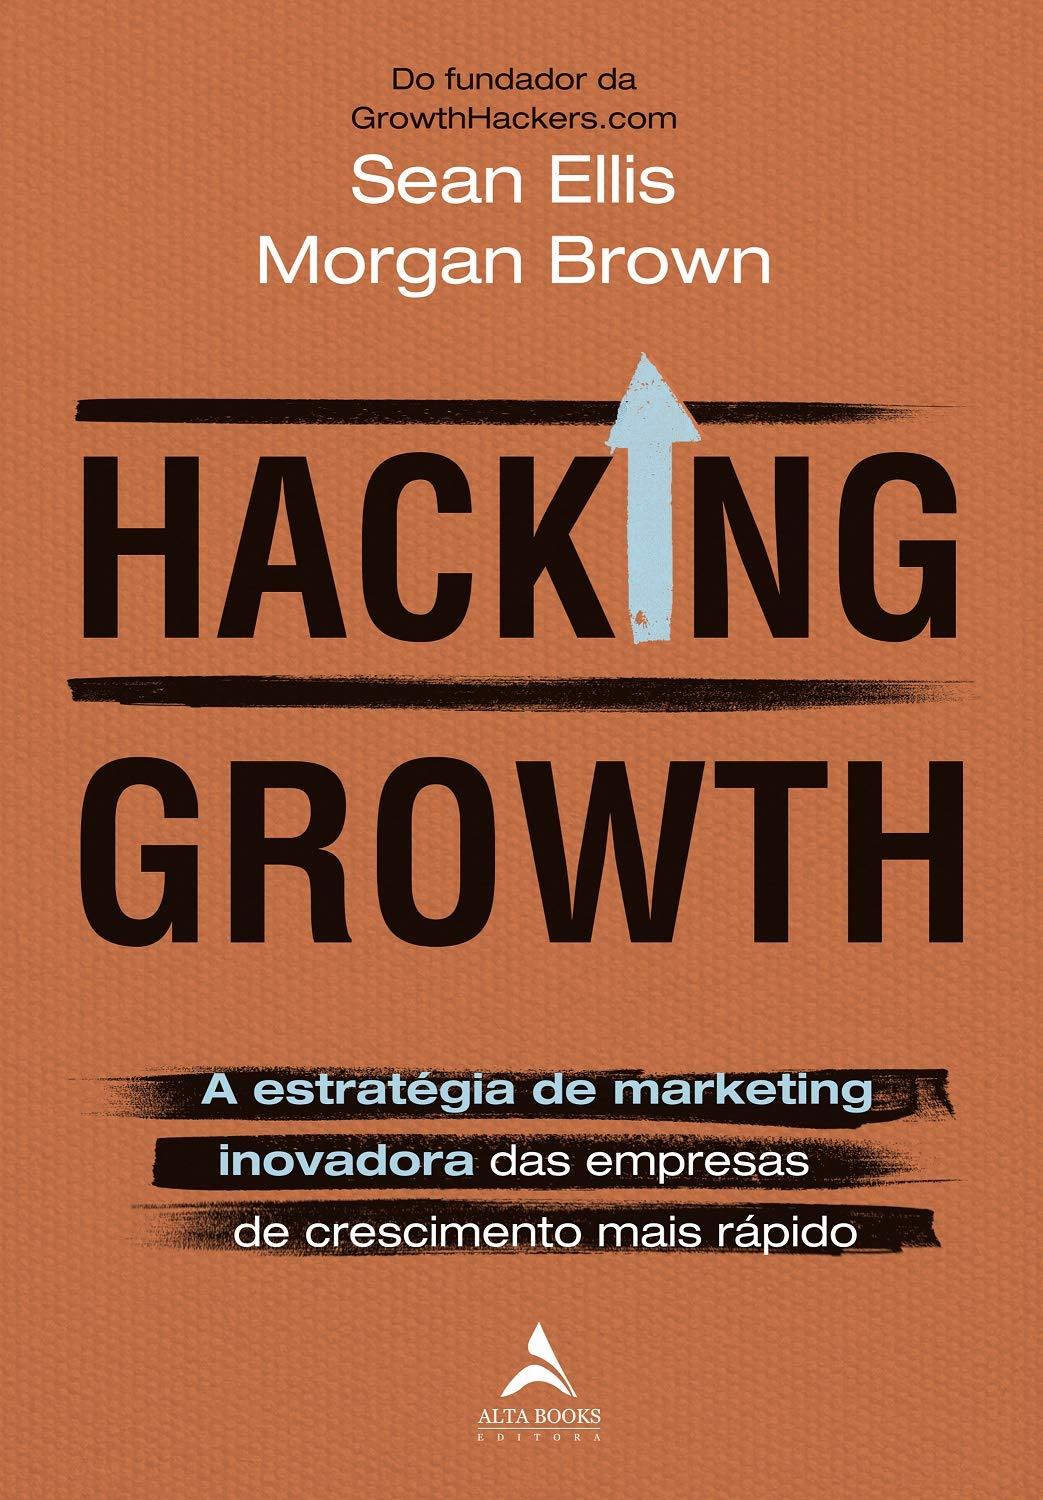 Do fundador da
GrowthHackers.com
Sean Ellis
Morgan Brown
HACKING
GROWTH
A estratégia de marketing
inovadora das empresas
de crescimento mais rápido
ALTA BOOKS
EDITORA